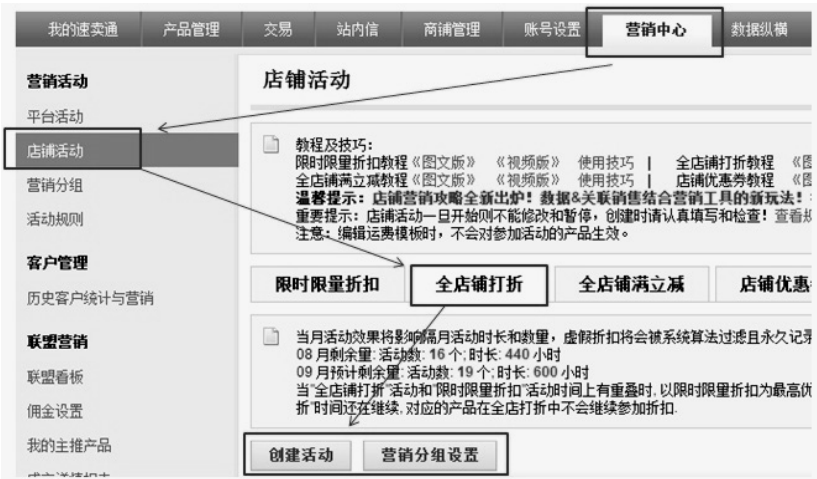 我的速卖通 产品管理 交易 站内信 商铺管理 账号设置 营销中心 数据纵横
营销活动
平台活动
店铺活动
营销分组
活动规则
客户管理
历史客户统计与营销
联盟营销
联盟看板
佣金设置
我的主推产品
店铺活动
教程及技巧:
限时限量折扣教程《图文版》 《视频版》 使用技巧 | 全店铺打折教程 《图
全店铺满立减教程《图文版》 《视频版》 使用技巧 | 店铺优惠券教程 《图
温馨提示: 店铺营销攻略全新出炉! 数据&关联销售结合营销工具的新玩法!
重要提示: 店铺活动一旦开始则不能修改和暂停, 创建时请认真填写和检查! 查看规
注意: 编辑运费模板时, 不会对参加活动的产品生效。
限时限量折扣 全店铺打折 全店铺满立减 店铺优惠
当月活动效果将影响隔月活动时长和数量, 虚假折扣将会被系统算法过滤且永久记录
08 月剩余量: 活动数: 16 个; 时长: 440 小时
09 月预计剩余量: 活动数: 19 个; 时长: 600 小时
当"全店铺打折"活动和"限时限量折扣"活动时间上有重叠时, 以限时限量折扣为最高优
折"时间还在继续, 对应的产品在全店打折中不会继续参加折扣.
创建活动 营销分组设置